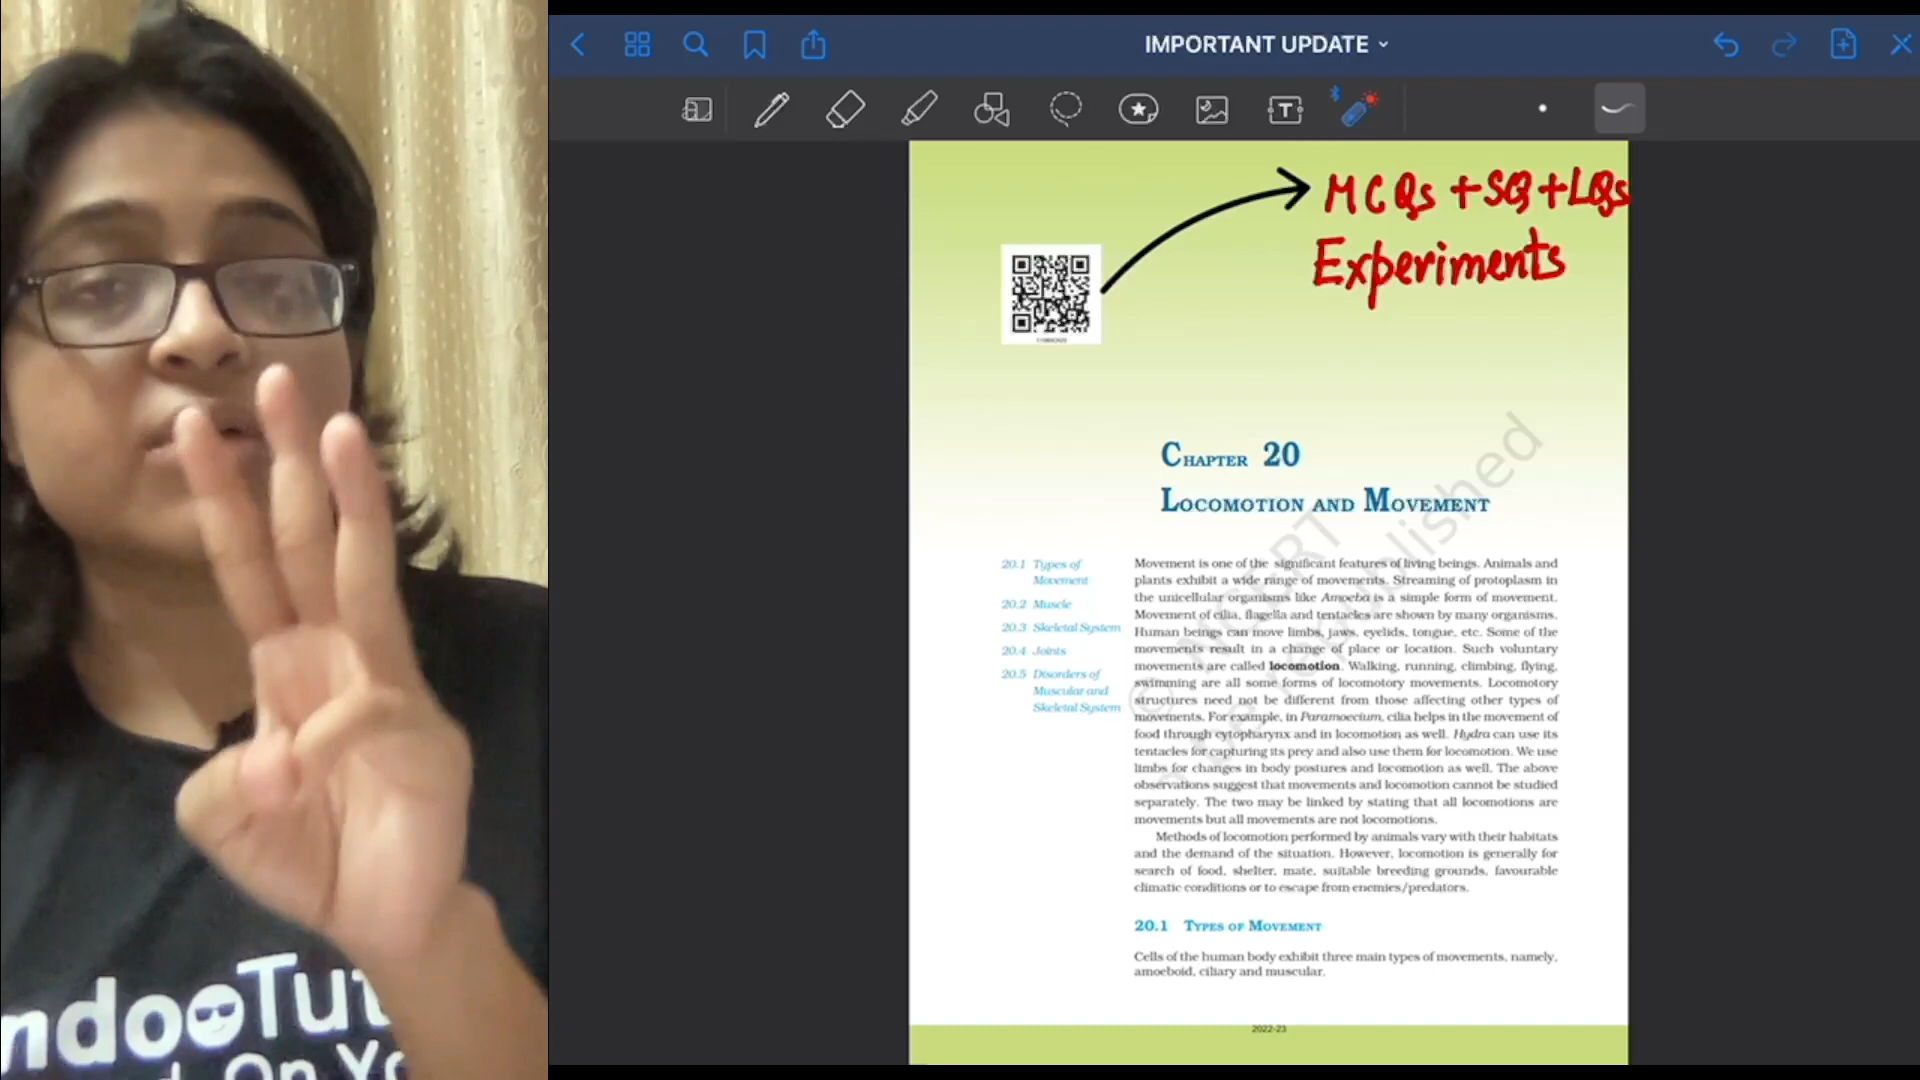 IMPORTANT UPDATE
MCQs + SQ + LQs
Experiments
CHAPTER 20
LOCOMOTION AND MOVEMENT
20.1 Types of
Movement
20.2 Muscle
20.3 Skeletal System
20.4 Joints
20.5 Disorders of
Muscular and
Skeletal System
Movement is one of the significant features of living beings. Animals and
plants exhibit a wide range of movements. Streaming of protoplasm in
the unicellular organisms like Amoeba is a simple form of movement.
Movement of cilia, flagella and tentacles are shown by many organisms.
Human beings can move limbs, jaws, eyelids, tongue, etc. Some of the
movements result in a change of place or location. Such voluntary
movements are called locomotion. Walking, running, climbing, flying,
swimming are all some forms of locomotory movements. Locomotory
structures need not be different from those affecting other types of
movements. For example, in Paramoecium, cilia helps in the movement of
food through cytopharynx and in locomotion as well. Hydra can use its
tentacles for capturing its prey and also use them for locomotion. We use
limbs for changes in body postures and locomotion as well. The above
observations suggest that movements and locomotion cannot be studied
separately. The two may be linked by stating that all locomotions are
movements but all movements are not locomotions.
Methods of locomotion performed by animals vary with their habitats
and the demand of the situation. However, locomotion is generally for
search of food, shelter, mate, suitable breeding grounds, favourable
climatic conditions or to escape from enemies/predators.
20.1 TYPES OF MOVEMENT
Cells of the human body exhibit three main types of movements, namely,
amoeboid, ciliary and muscular.
2022-23
© NCERT
be republished
ndooTut
On Yo